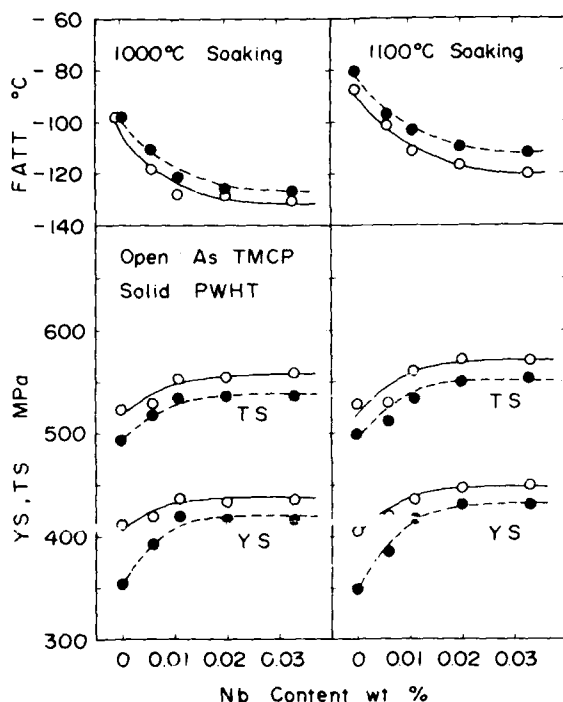 -60
-80
-100
-120
-140
FATT °C
1000°C Soaking
1100°C Soaking
Open As TMCP
Solid PWHT
600
500
400
300
YS, TS MPa
TS
YS
TS
YS
0 0.01 0.02 0.03
0 0.01 0.02 0.03
Nb Content wt %